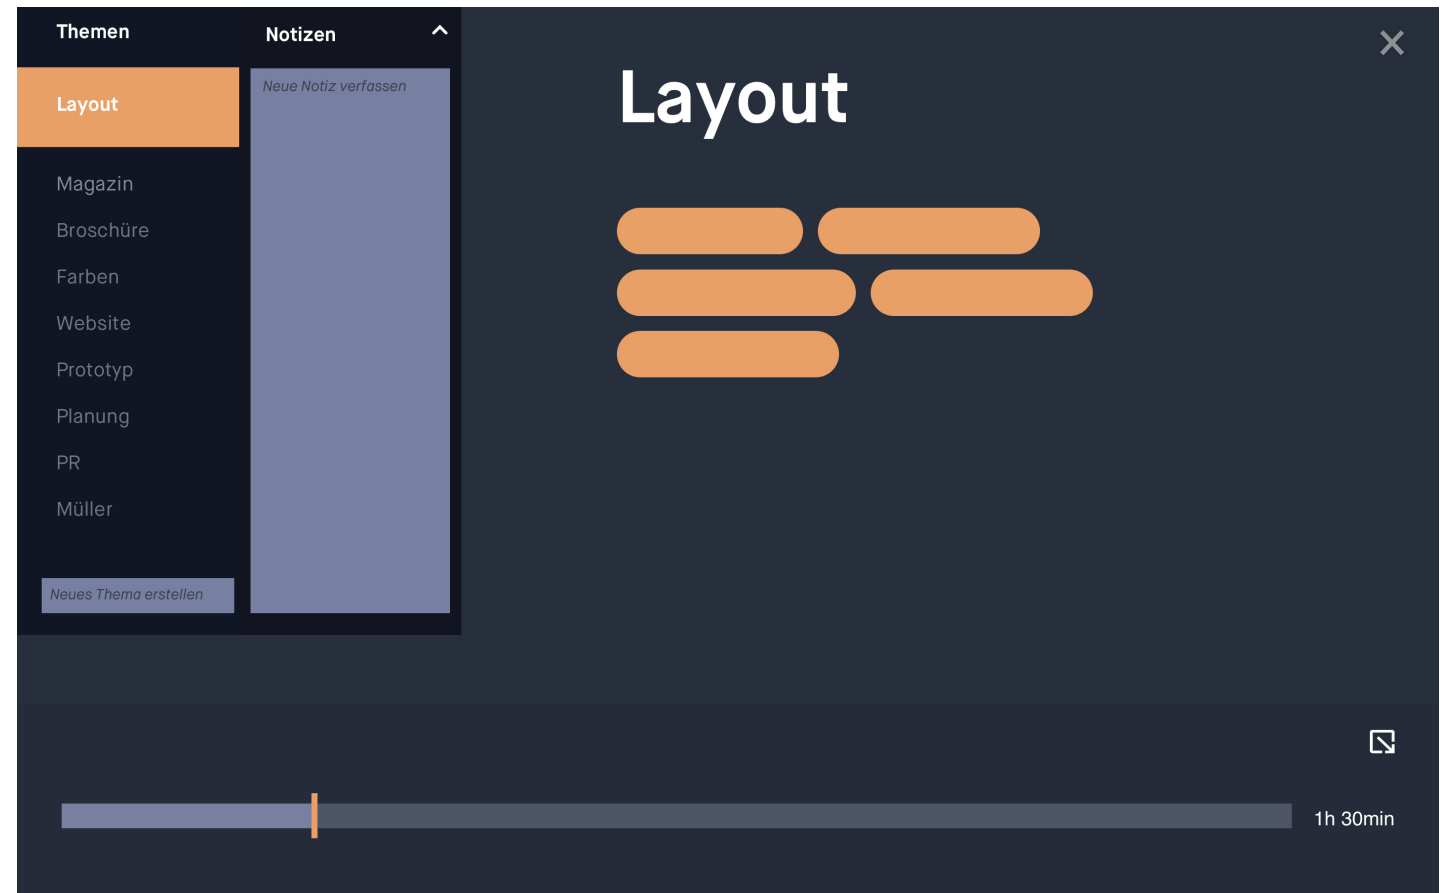 Themen
Layout
Magazin
Broschüre
Farben
Website
Prototyp
Planung
PR
Müller
Neues Thema erstellen
Notizen
Neue Notiz verfassen
Layout
1h 30min